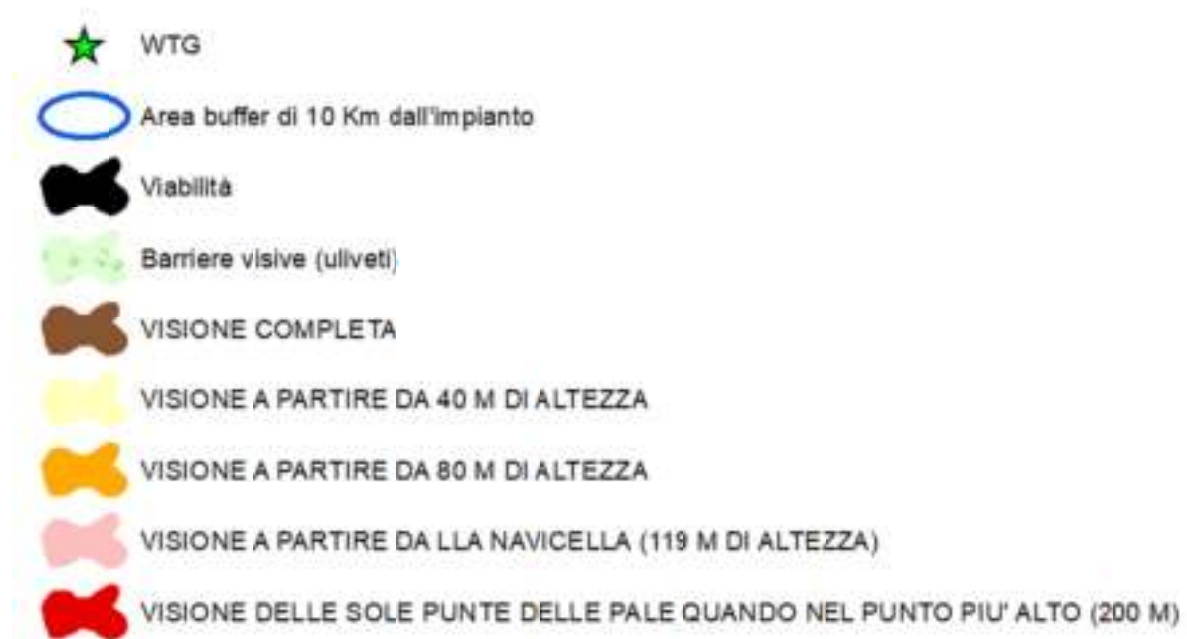 WTG
Area buffer di 10 Km dall'impianto
Viabilità
Barriere visive (uliveti)
VISIONE COMPLETA
VISIONE A PARTIRE DA 40 M DI ALTEZZA
VISIONE A PARTIRE DA 80 M DI ALTEZZA
VISIONE A PARTIRE DA LLA NAVICELLA (119 M DI ALTEZZA)
VISIONE DELLE SOLE PUNTE DELLE PALE QUANDO NEL PUNTO PIU' ALTO (200 M)